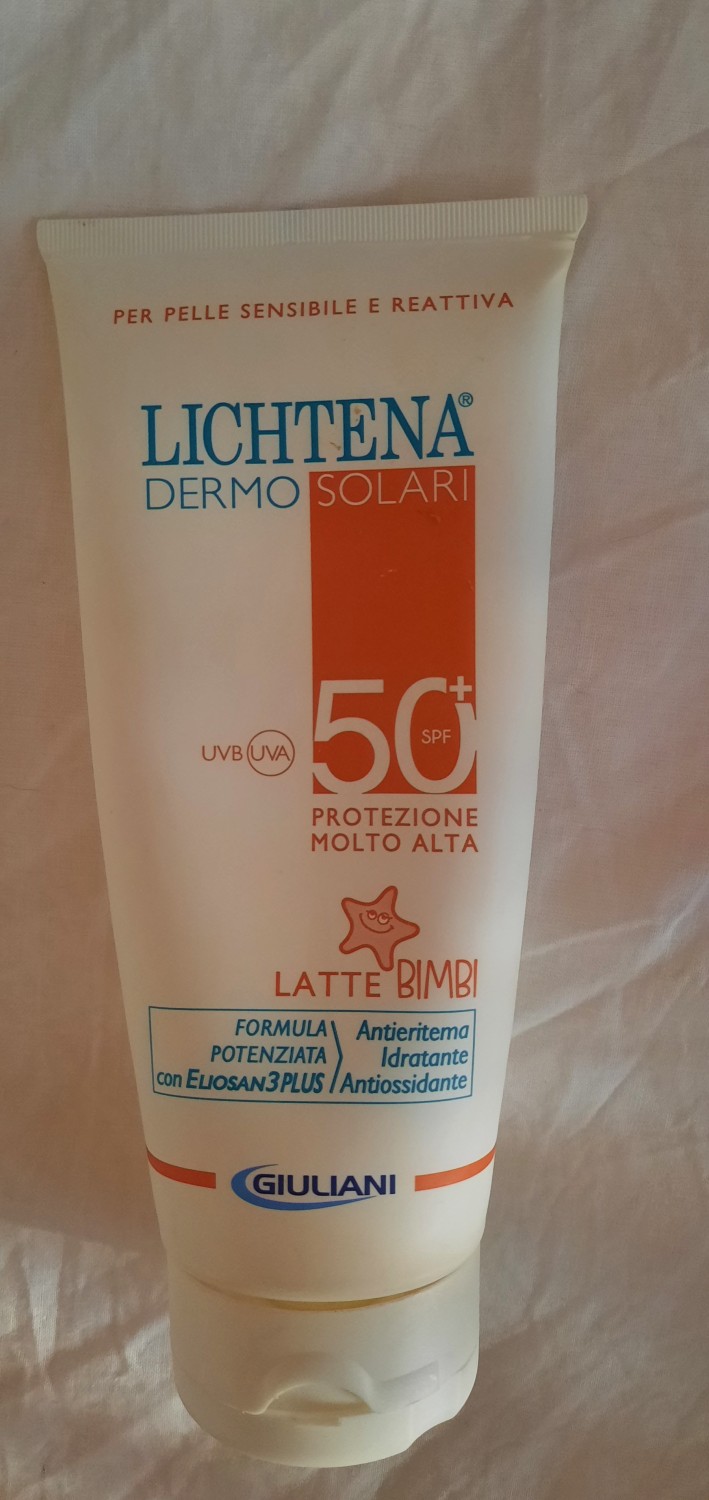 PER PELLE SENSIBILE E REATTIVA
LICHTENA®
DERMO SOLARI
50+
SPF
UVB UVA
PROTEZIONE
MOLTO ALTA
LATTE BIMBI
FORMULA
POTENZIATA
con ELIOSAN3PLUS
Antieritema
Idratante
Antiossidante
GIULIANI